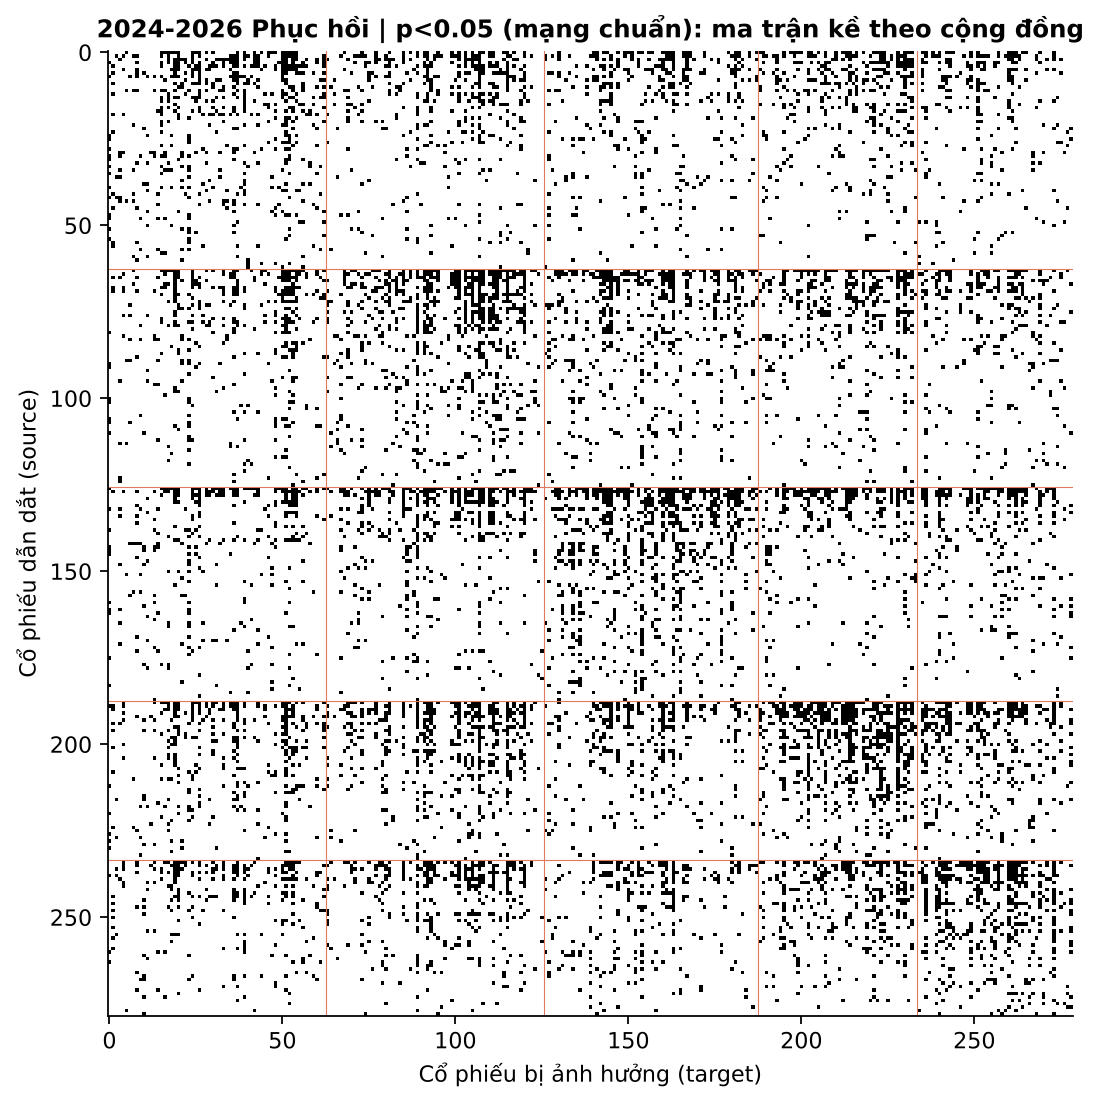 2024-2026 Phục hồi | p<0.05 (mạng chuẩn): ma trận kề theo cộng đồng
0
50
100
150
200
250
Cổ phiếu dẫn dắt (source)
0 50 100 150 200 250
Cổ phiếu bị ảnh hưởng (target)